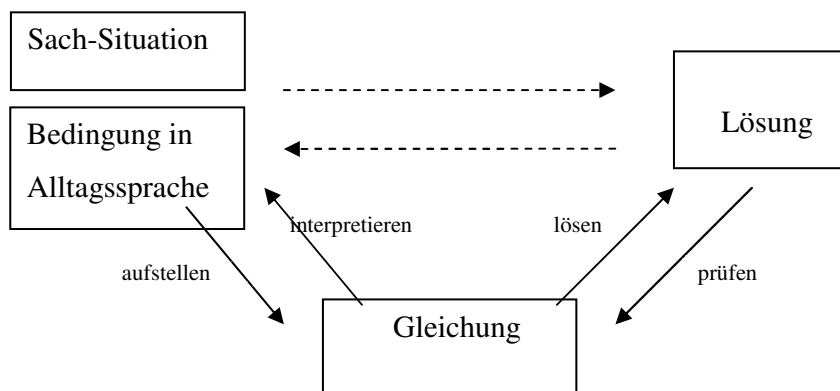 Sach-Situation
Bedingung in
Alltagssprache
Lösung
interpretieren
lösen
aufstellen
prüfen
Gleichung